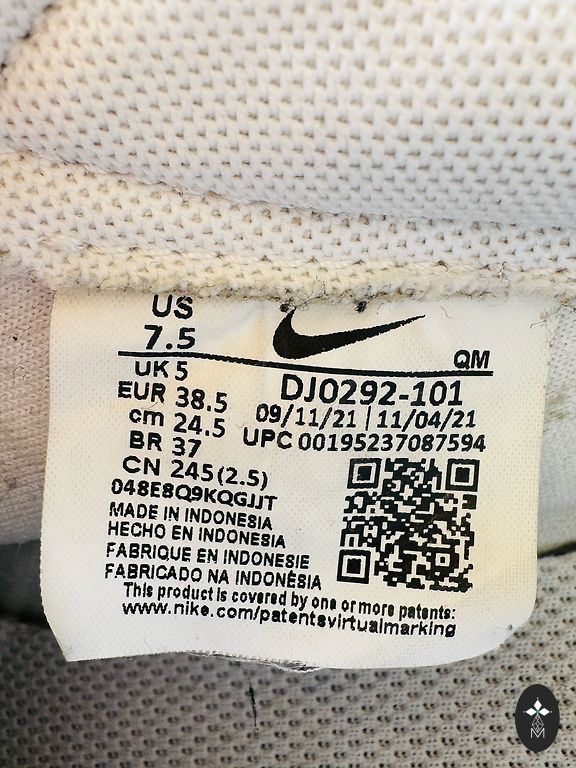 US
7.5
QM
UK 5
EUR 38.5
cm 24.5
BR 37
CN 245(2.5)
DJ0292-101
09/11/21 | 11/04/21
UPC 00195237087594
048E8Q9KQGJJT
MADE IN INDONESIA
HECHO EN INDONESIA
FABRIQUE EN INDONESIE
FABRICADO NA INDONÉSIA
This product is covered by one or more patents:
www.nike.com/patentsvirtualmarking
M